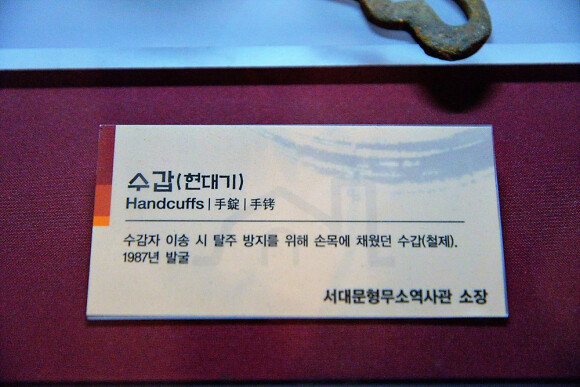 수갑(현대기)
Handcuffs|手錠|手铐
수감자 이송 시 탈주 방지를 위해 손목에 채웠던 수갑(철제).
1987년 발굴
서대문형무소역사관 소장